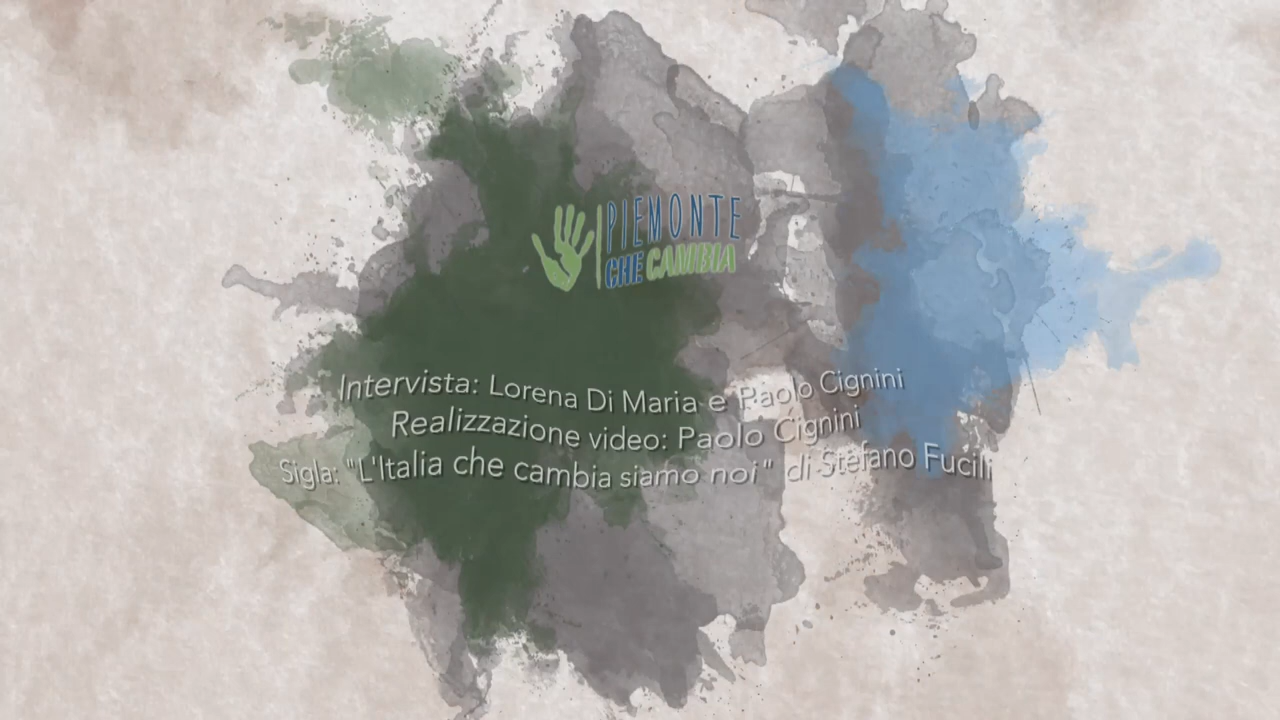 PIEMONTE
CHE CAMBIA
Intervista: Lorena Di Maria e Paolo Cignini
Realizzazione video: Paolo Cignini
Sigla: "L'Italia che cambia siamo noi" di Stefano Fucili